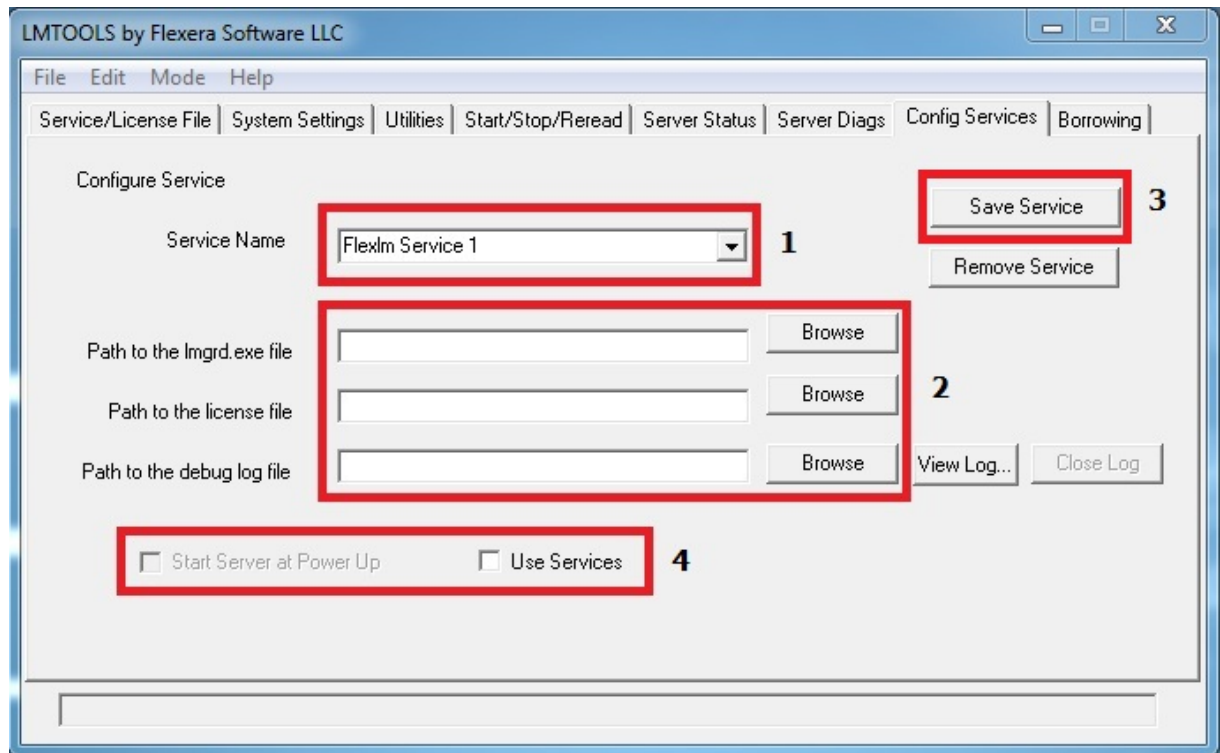 LMTOOLS by Flexera Software LLC
File Edit Mode Help
Service/License File System Settings Utilities Start/Stop/Reread Server Status Server Diags Config Services Borrowing
Configure Service
Save Service 3
Service Name Flexlm Service 1 1
Remove Service
Path to the lmgrd.exe file Browse
Path to the license file Browse 2
Path to the debug log file Browse View Log... Close Log
Start Server at Power Up Use Services 4